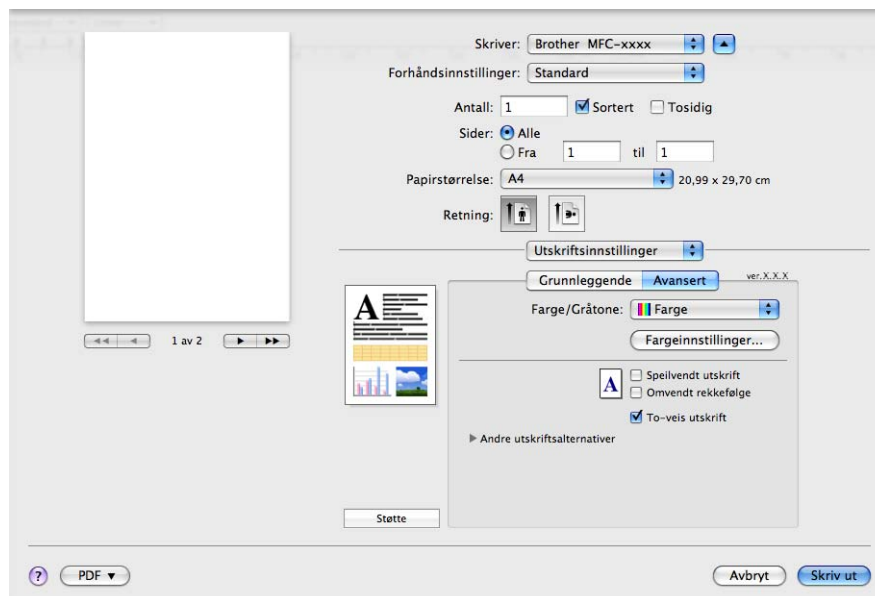 Skriver: Brother MFC-xxxx
Forhåndsinnstillinger: Standard
Antall: 1 Sortert Tosidig
Sider: Alle
Fra 1 til 1
Papirstørrelse: A4 20,99 x 29,70 cm
Retning:
Utskriftsinnstillinger
Grunnleggende Avansert ver.X.X.X
Farge/Gråtone: Farge
Fargeinnstillinger...
1 av 2
A
A Speilvendt utskrift
Omvendt rekkefølge
To-veis utskrift
Andre utskriftsalternativer
Støtte
? PDF Avbryt Skriv ut